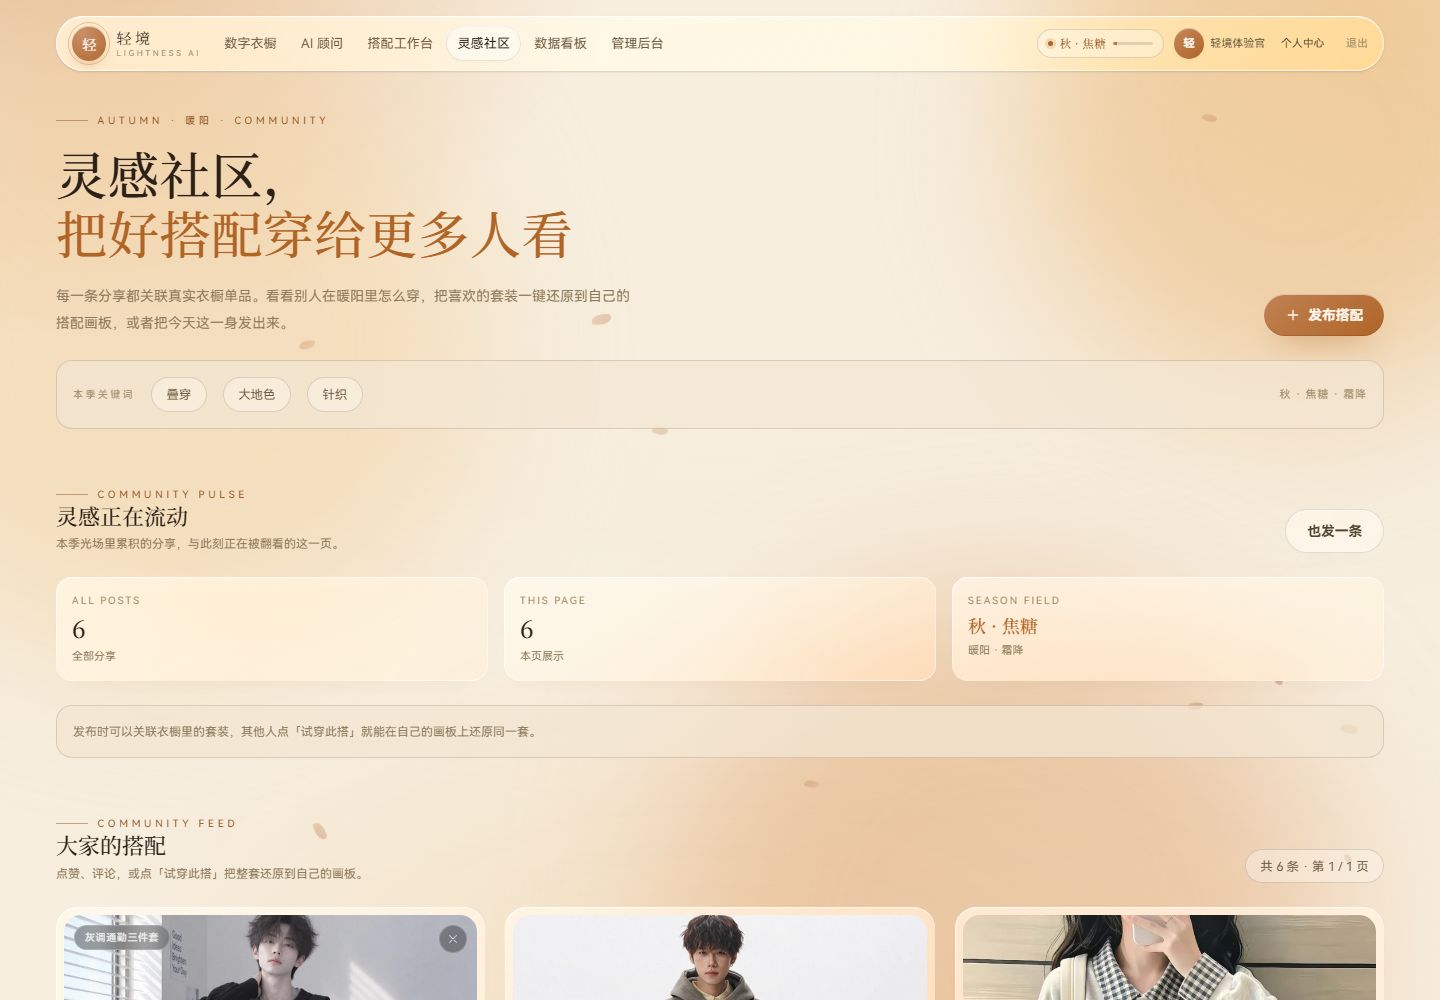 轻
轻境
LIGHTNESS AI
数字衣橱
AI 顾问
搭配工作台
灵感社区
数据看板
管理后台
秋 · 焦糖
轻
轻境体验官
个人中心
退出
AUTUMN · 暖阳 · COMMUNITY
灵感社区，
把好搭配穿给更多人看
每一条分享都关联真实衣橱单品。看看别人在暖阳里怎么穿，把喜欢的套装一键还原到自己的
搭配画板，或者把今天这一身发出来。
＋ 发布搭配
本季关键词
叠穿
大地色
针织
秋 · 焦糖 · 霜降
COMMUNITY PULSE
灵感正在流动
本季光场里累积的分享，与此刻正在被翻看的这一页。
也发一条
ALL POSTS
6
全部分享
THIS PAGE
6
本页展示
SEASON FIELD
秋 · 焦糖
暖阳 · 霜降
发布时可以关联衣橱里的套装，其他人点「试穿此搭」就能在自己的画板上还原同一套。
COMMUNITY FEED
大家的搭配
点赞、评论，或点「试穿此搭」把整套还原到自己的画板。
共 6 条 · 第 1 / 1 页
灰调通勤三件套